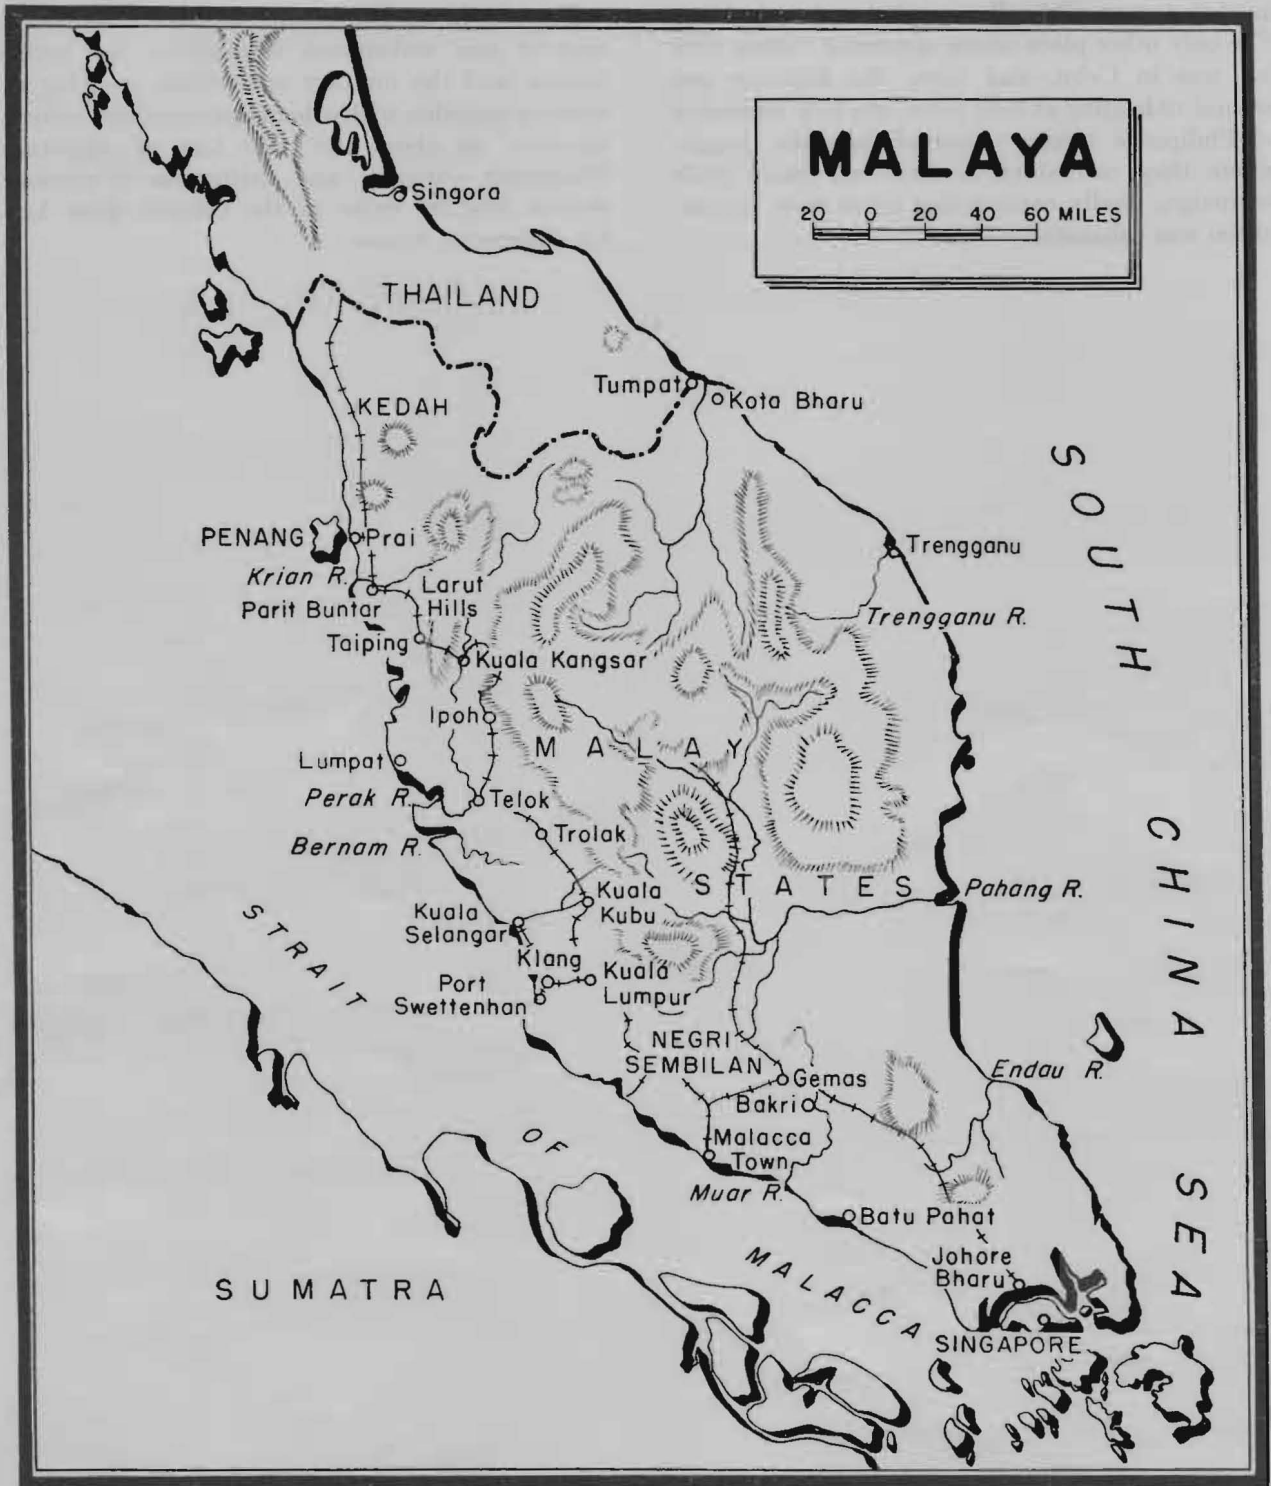 MALAYA
20 0 20 40 60 MILES
Singora
THAILAND
Tumpat
Kota Bharu
KEDAH
SOUTH
PENANG
Prai
Trengganu
Krian R.
Larut
Hills
Parit Buntar
Trengganu R.
Taiping
Kuala Kangsar
Ipoh
MALAY
Lumpat
Perak R.
Telok
Trolak
Bernam R.
CHINA
STATES
Pahang R.
Kuala
Kubu
Kuala
Selangar
STRAIT
Klang
Kuala
Lumpur
Port
Swettenhan
NEGRI
SEMBILAN
Gemas
Endau R.
Bakri
OF
Malacca
Town
Muar R.
SEA
Batu Pahat
MALACCA
Johore
Bharu
SUMATRA
SINGAPORE